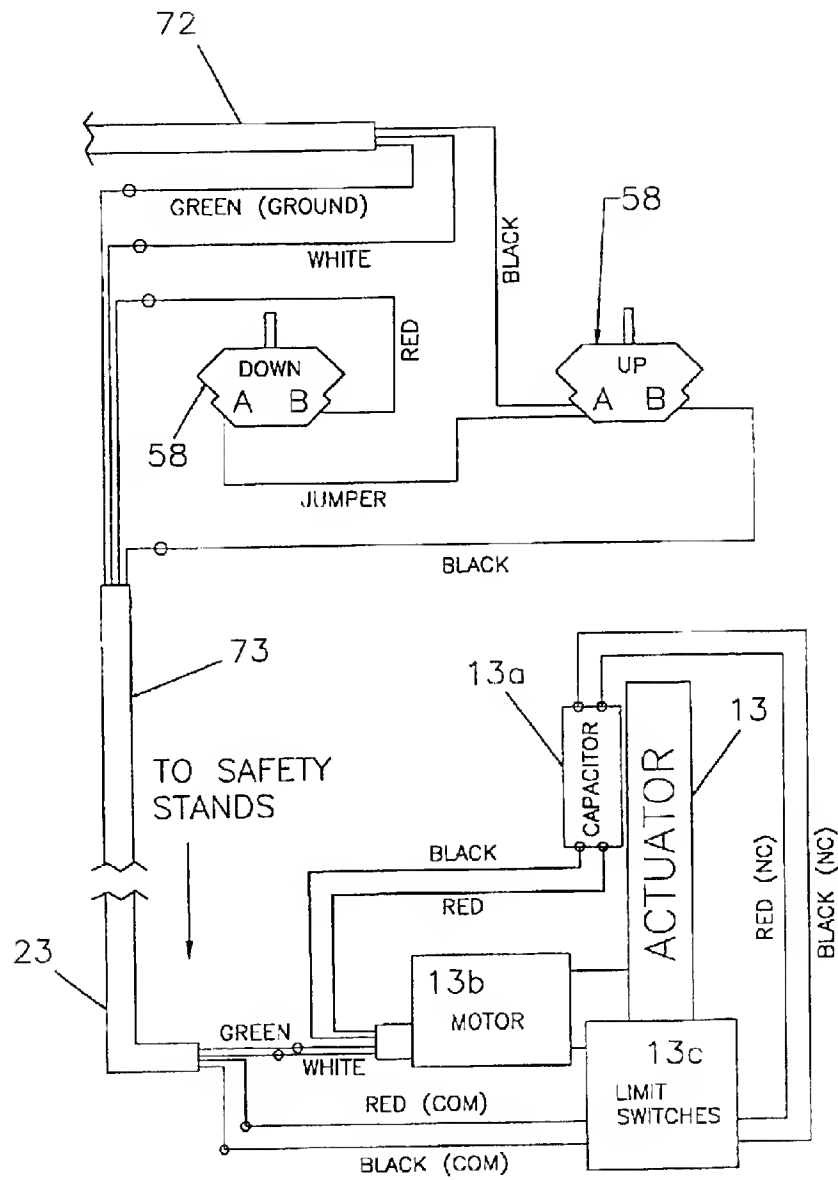 72
GREEN (GROUND)
WHITE
BLACK
58
RED
DOWN
A B
UP
A B
58
JUMPER
BLACK
73
13a
13
CAPACITOR
ACTUATOR
RED (NC)
BLACK (NC)
TO SAFETY
STANDS
BLACK
RED
23
13b
MOTOR
GREEN
WHITE
13c
LIMIT
SWITCHES
RED (COM)
BLACK (COM)